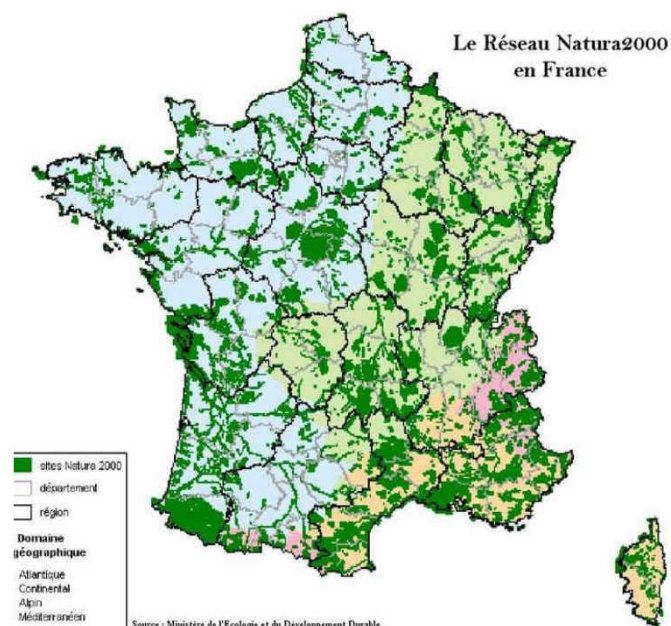 Le Réseau Natura2000
en France
sites Natura 2000
département
région
Domaine
géographique
Atlantique
Continental
Alpin
Méditerranéen
Source : Ministère de l'Ecologie et du Développement Durable